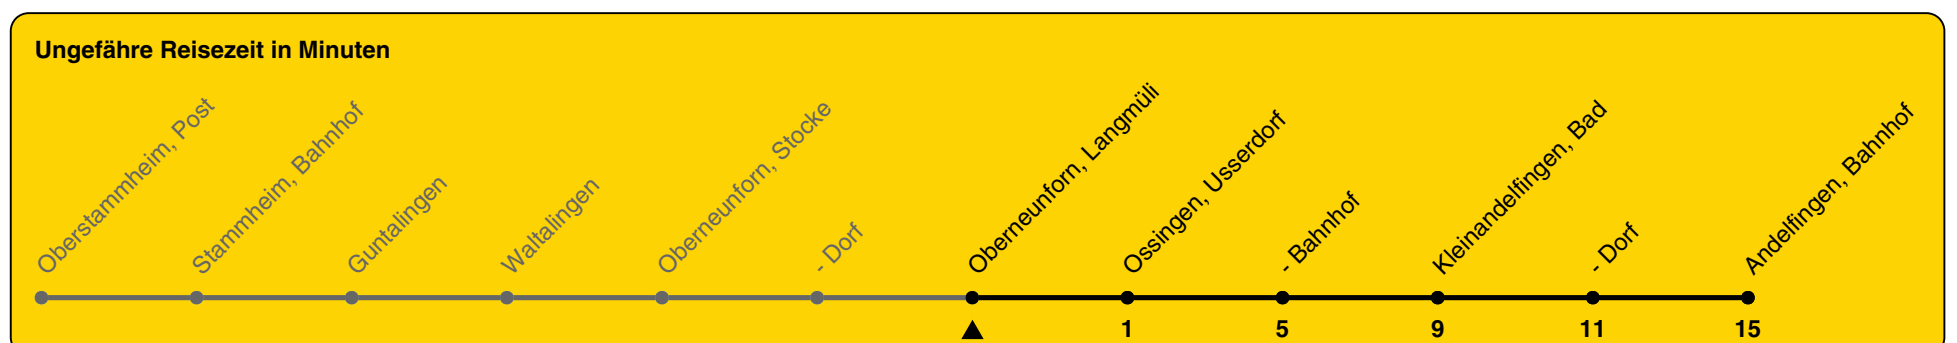 Ungefähre Reisezeit in Minuten
Oberstammheim, Post
Stammheim, Bahnhof
Guntalingen
Waltalingen
Oberneunforn, Stocke
- Dorf
Oberneunforn, Langmüli
Ossingen, Usserdorf
- Bahnhof
Kleinandelfingen, Bad
- Dorf
Andelfingen, Bahnhof
1 5 9 11 15